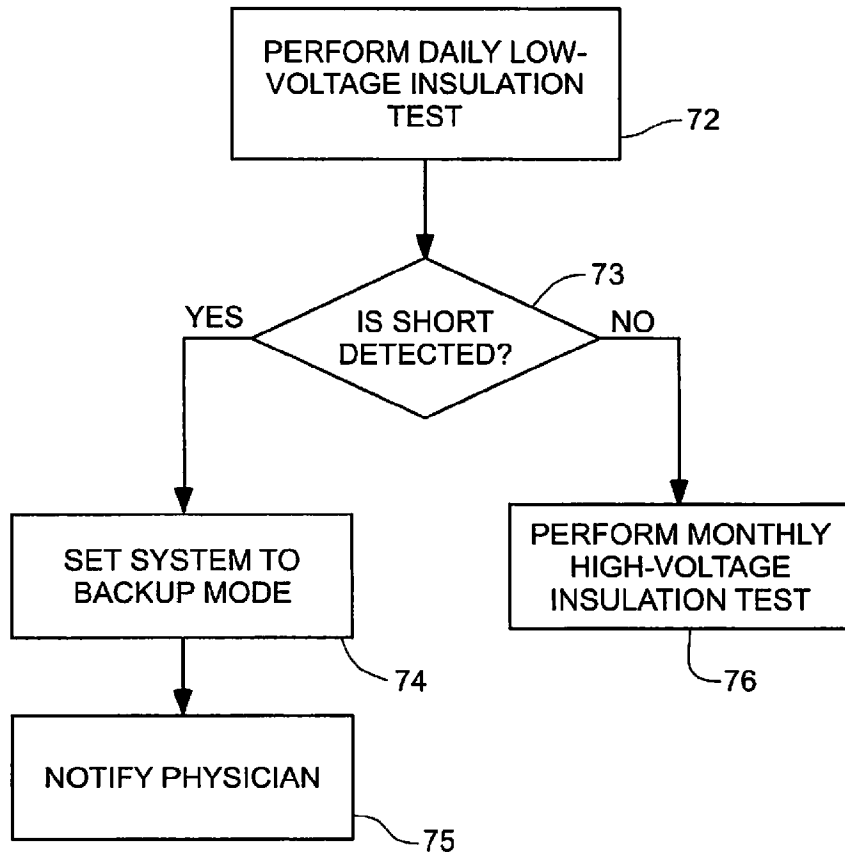 PERFORM DAILY LOW-
VOLTAGE INSULATION
TEST
72
73
YES
IS SHORT
DETECTED?
NO
SET SYSTEM TO
BACKUP MODE
74
PERFORM MONTHLY
HIGH-VOLTAGE
INSULATION TEST
76
NOTIFY PHYSICIAN
75